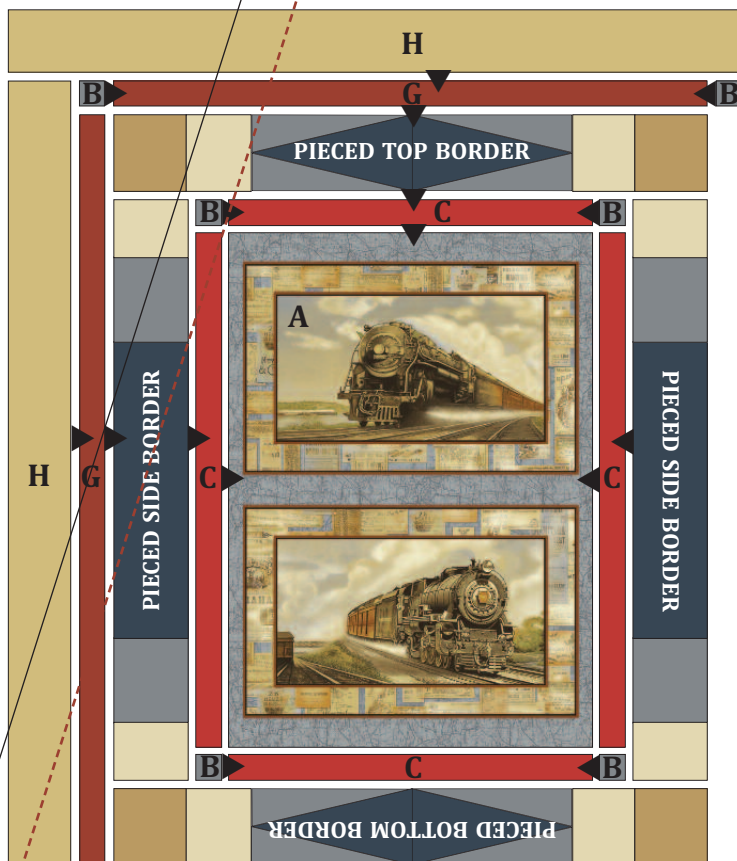 H
B G B
PIECED TOP BORDER
B C B
A
PIECED SIDE BORDER
PIECED SIDE BORDER
H G C C
B C B
PIECED BOTTOM BORDER